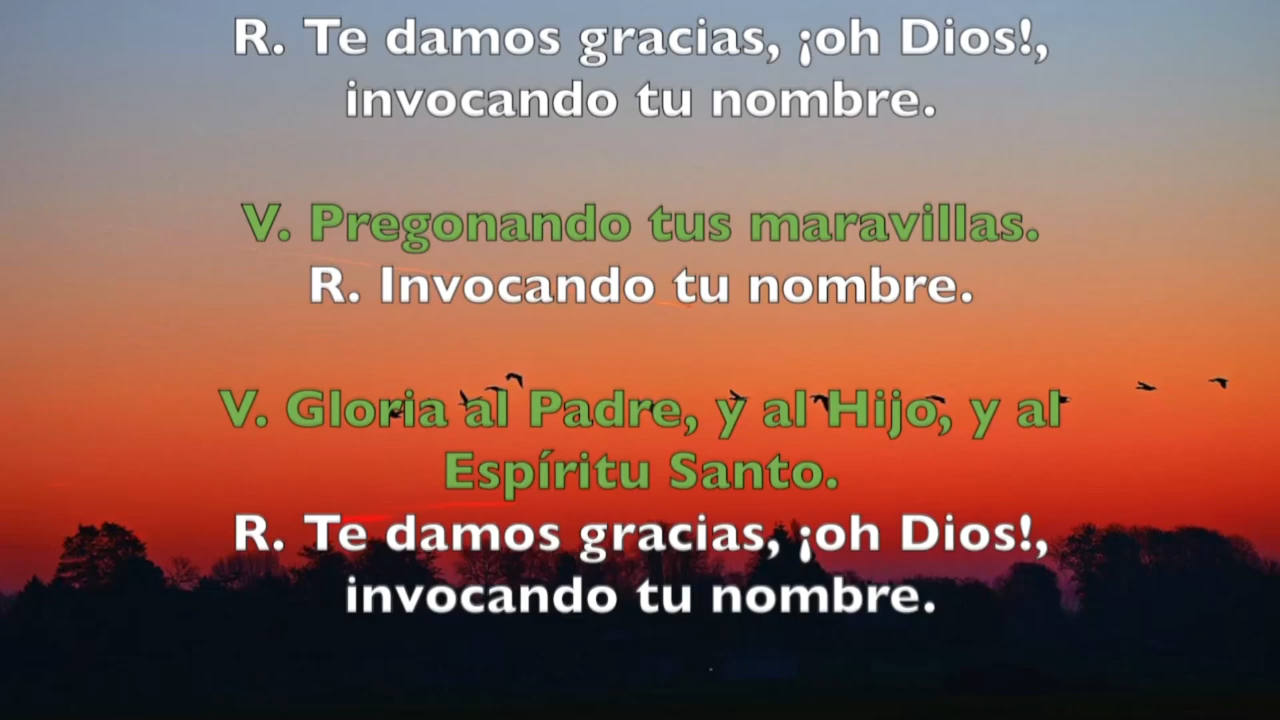 R. Te damos gracias, ¡oh Dios!,
invocando tu nombre.
V. Pregonando tus maravillas.
R. Invocando tu nombre.
V. Gloria al Padre, y al Hijo, y al
Espíritu Santo.
R. Te damos gracias, ¡oh Dios!,
invocando tu nombre.